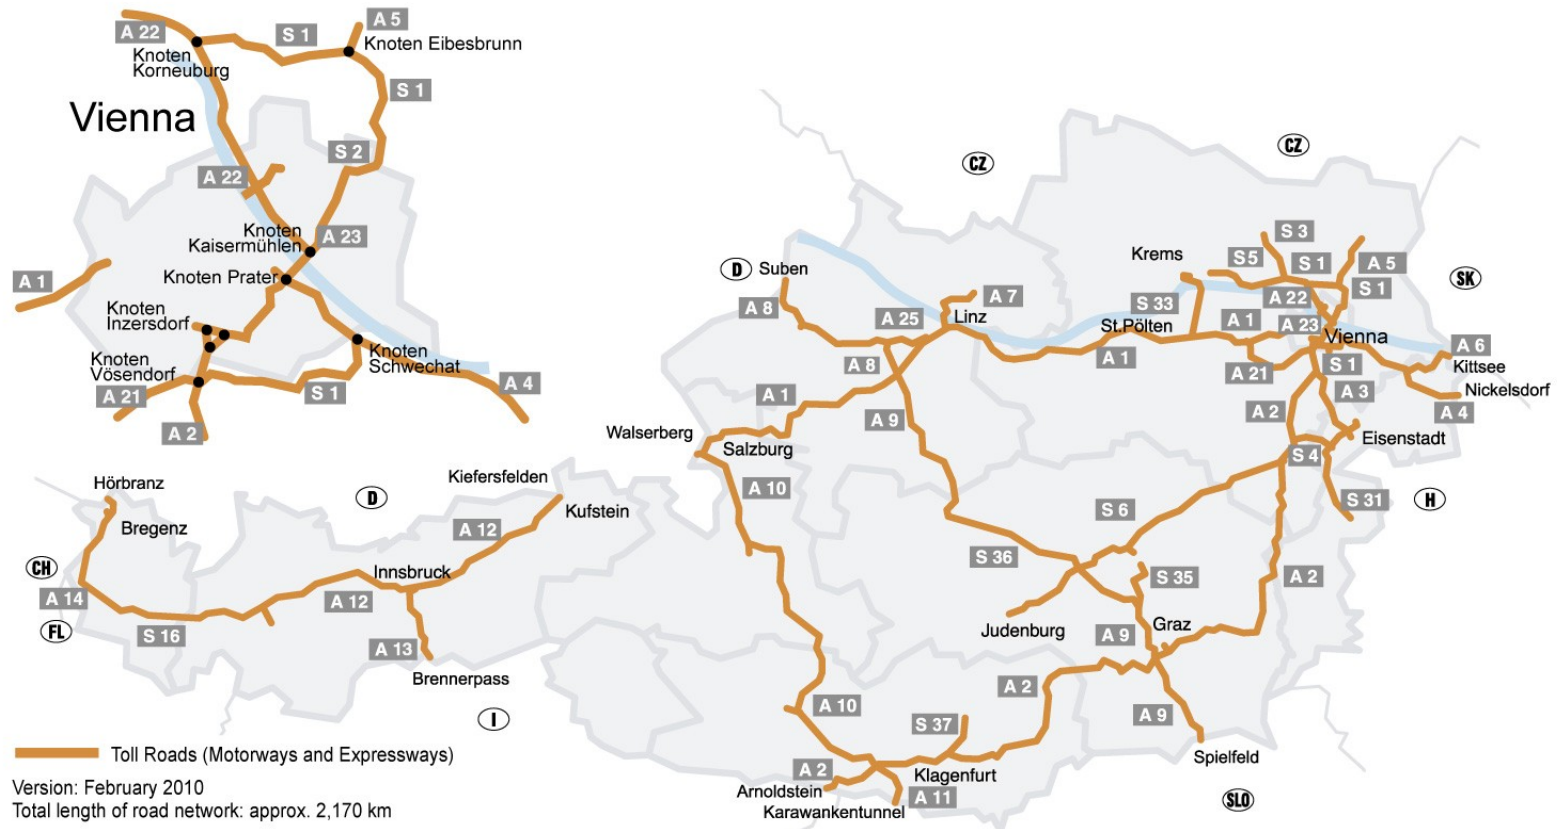 A 22
S 1
A 5
Knoten
Korneuburg
Knoten Eibesbrunn
S 1
Vienna
S 2
A 22
Knoten
Kaisermühlen
A 23
A 1
Knoten Prater
Knoten
Inzersdorf
Knoten
Vösendorf
Knoten
Schwechat
A 21
S 1
A 4
A 2
CZ
CZ
S 3
Krems
S 5
S 1
A 5
D
Suben
SK
A 8
A 7
S 33
A 22
S 1
A 25
Linz
St.Pölten
A 1
A 23
Vienna
A 6
A 8
A 1
A 21
S 1
Kittsee
A 1
A 3
Nickelsdorf
A 9
A 2
A 4
Walserberg
Salzburg
Eisenstadt
S 4
A 10
S 31
H
S 6
S 36
S 35
A 2
Judenburg
A 9
Graz
A 2
A 10
S 37
A 9
A 2
Klagenfurt
Spielfeld
Arnoldstein
A 11
Karawankentunnel
SLO
Hörbranz
D
Kiefersfelden
Bregenz
A 12
Kufstein
CH
Innsbruck
A 14
A 12
FL
S 16
A 13
Brennerpass
I
Toll Roads (Motorways and Expressways)
Version: February 2010
Total length of road network: approx. 2,170 km